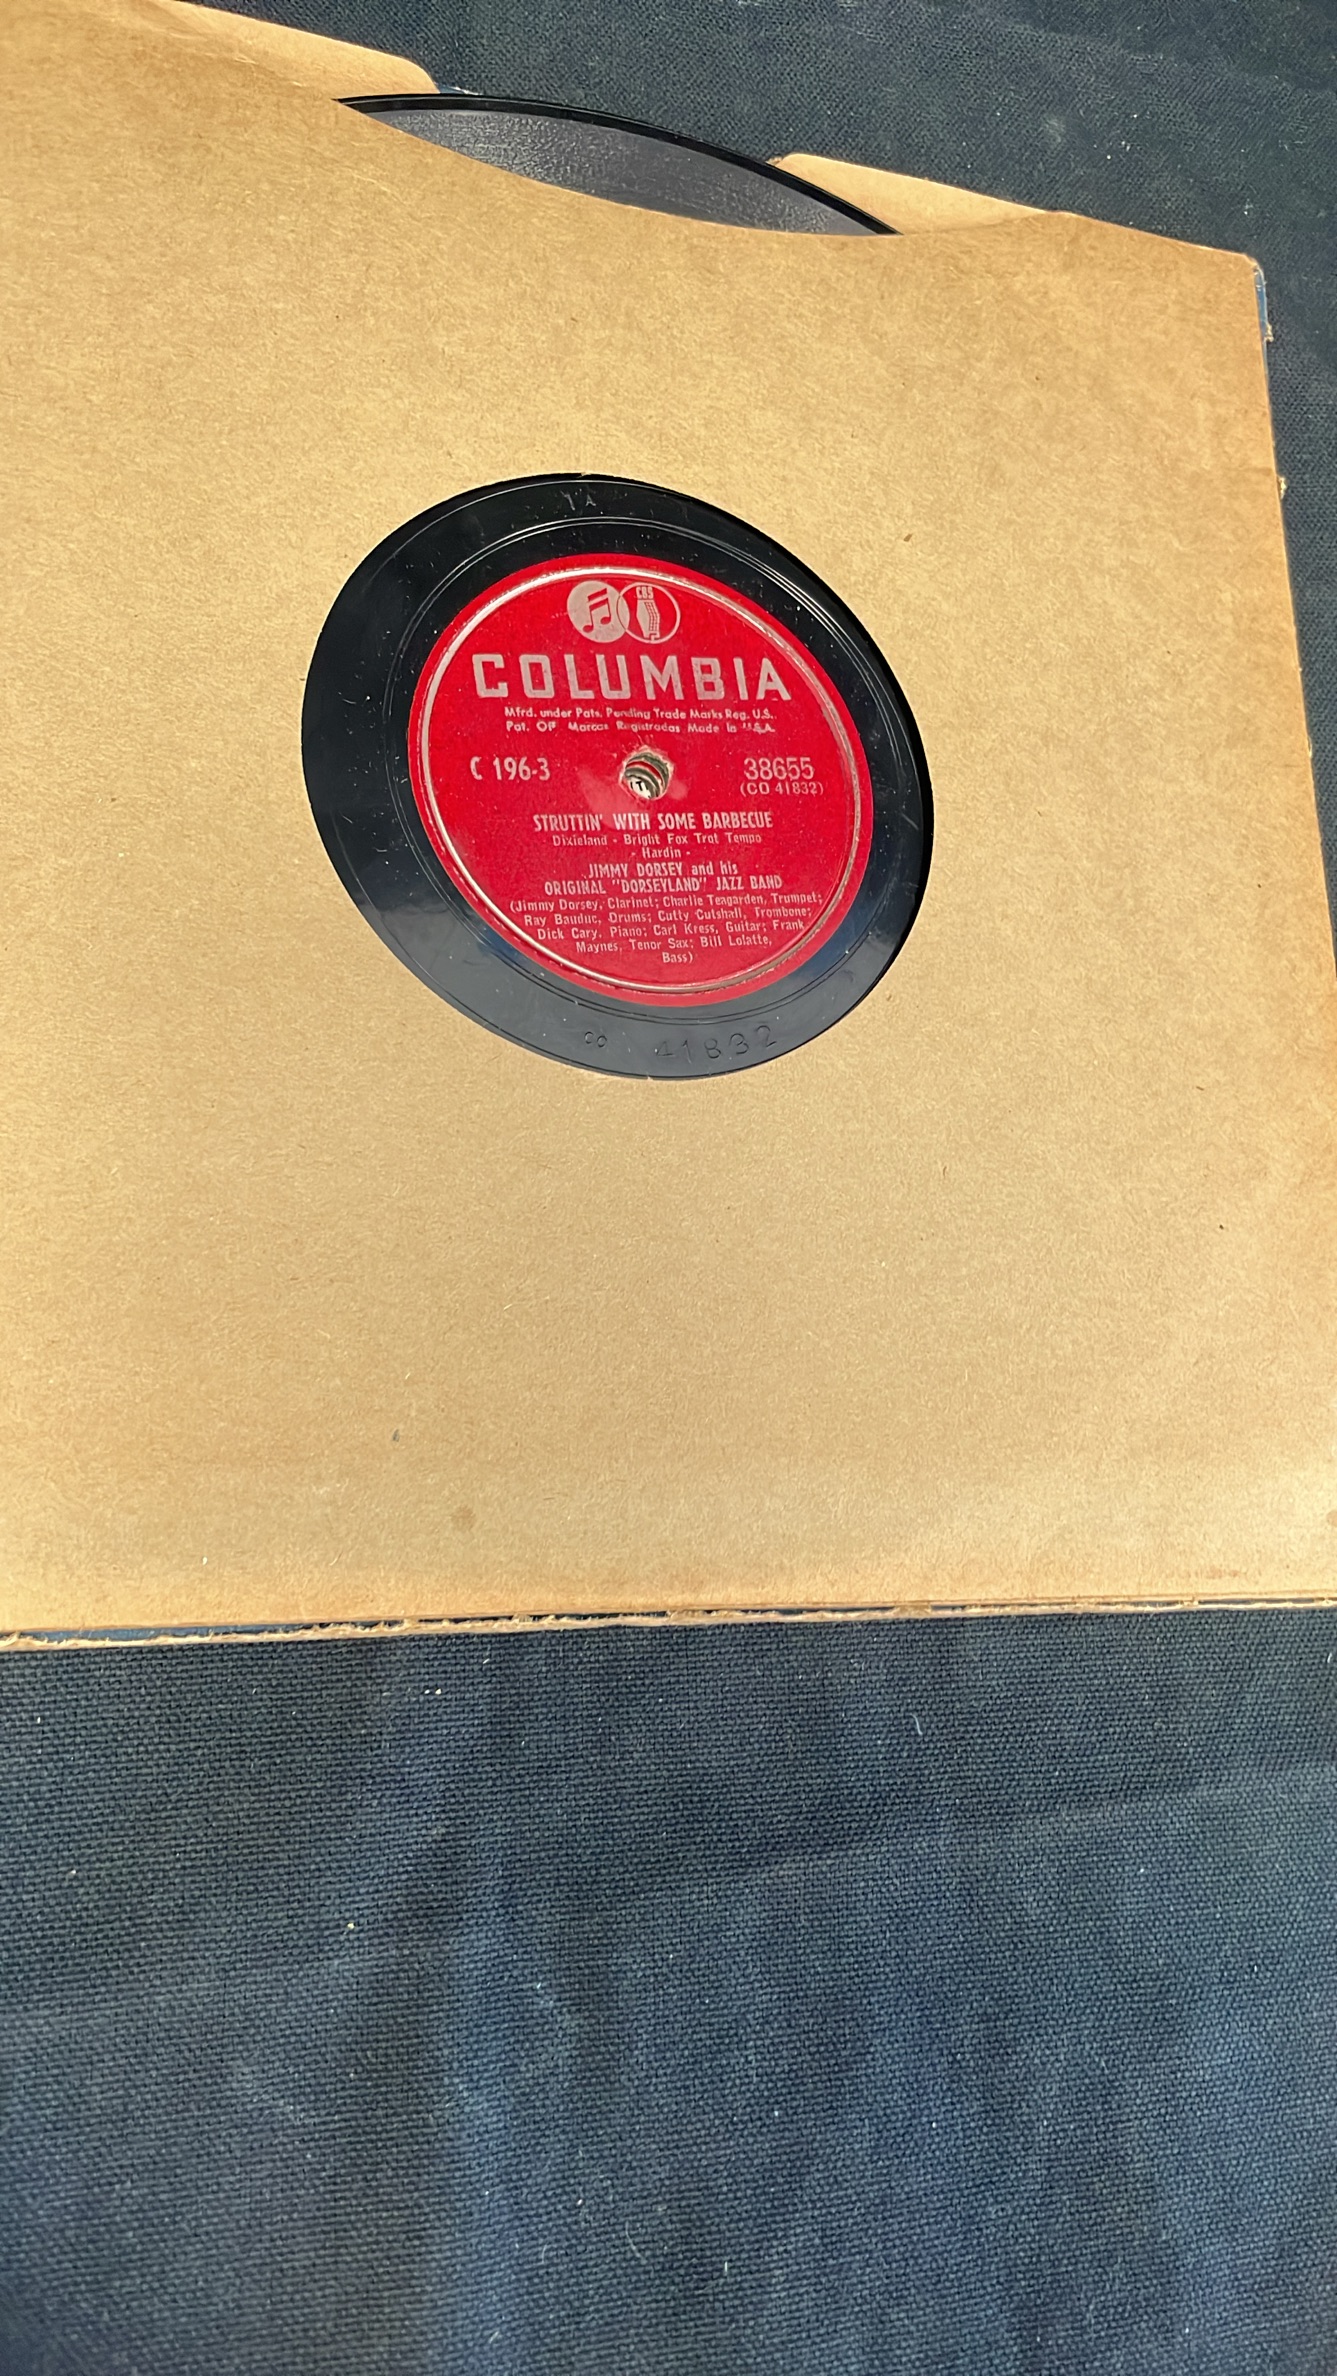 1A
CBS
COLUMBIA
Mfrd. under Pats. Pending Trade Marks Reg. U.S.
Pat. Off Marcas Registradas Made in U.S.A.
C 196-3
38655
(CO 41832)
STRUTTIN' WITH SOME BARBECUE
Dixieland - Bright Fox Trot Tempo
- Hardin -
JIMMY DORSEY and his
ORIGINAL "DORSEYLAND" JAZZ BAND
(Jimmy Dorsey, Clarinet; Charlie Teagarden, Trumpet;
Ray Bauduc, Drums; Cutty Cutshall, Trombone;
Dick Cary, Piano; Carl Kress, Guitar; Frank
Maynes, Tenor Sax; Bill Lolatte,
Bass)
CO 41832